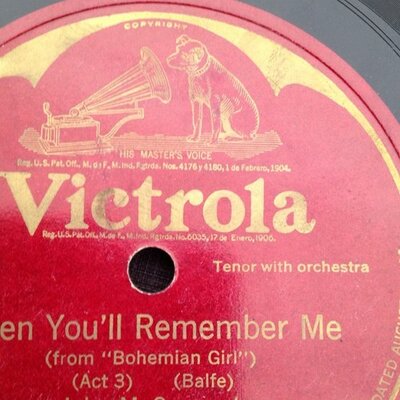 COPYRIGHT
HIS MASTER'S VOICE
Reg. U.S. Pat. Off., M. de F., M. Ind. Rgtrda. Nos. 4176 y 4180, 1 de Febrero, 1904.
Victrola
Reg. U.S. Pat. Off., M. de F., M. Ind. Rgtrda. No. 6035, 17 de Enero, 1906.
Tenor with orchestra
en You'll Remember Me
(from "Bohemian Girl")
(Act 3) (Balfe)